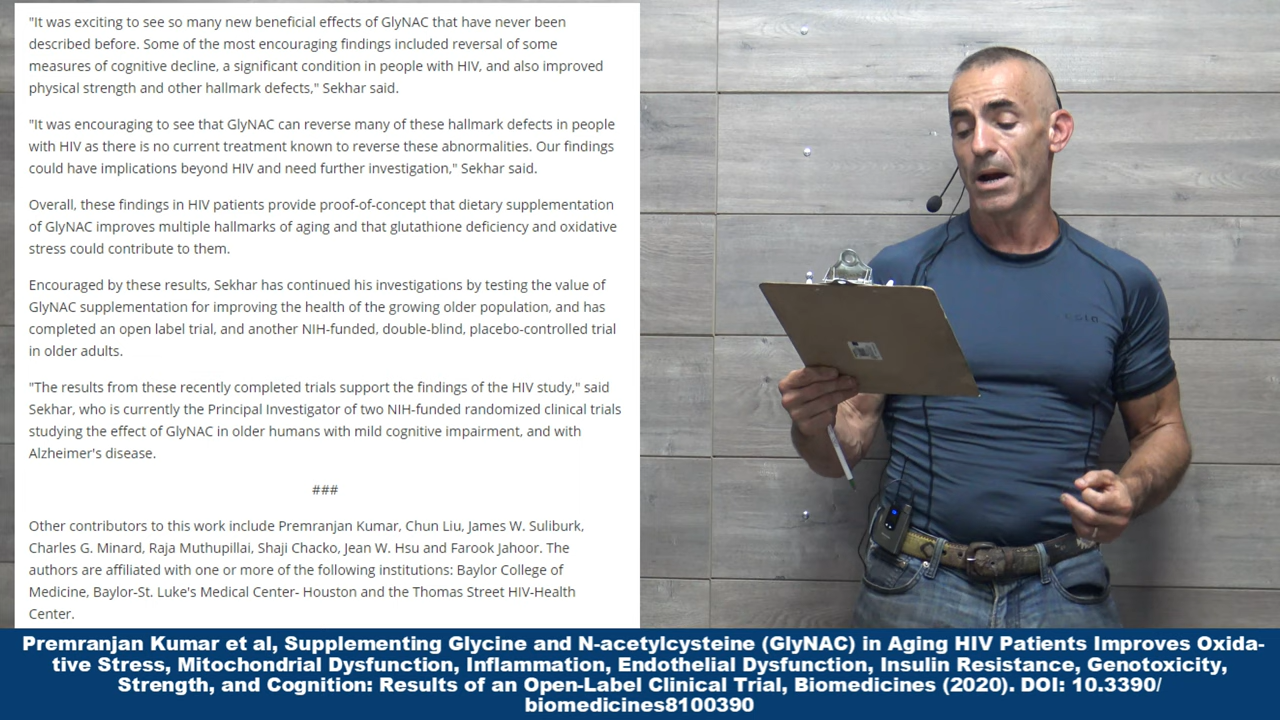 "It was exciting to see so many new beneficial effects of GlyNAC that have never been
described before. Some of the most encouraging findings included reversal of some
measures of cognitive decline, a significant condition in people with HIV, and also improved
physical strength and other hallmark defects," Sekhar said.
"It was encouraging to see that GlyNAC can reverse many of these hallmark defects in people
with HIV as there is no current treatment known to reverse these abnormalities. Our findings
could have implications beyond HIV and need further investigation," Sekhar said.
Overall, these findings in HIV patients provide proof-of-concept that dietary supplementation
of GlyNAC improves multiple hallmarks of aging and that glutathione deficiency and oxidative
stress could contribute to them.
Encouraged by these results, Sekhar has continued his investigations by testing the value of
GlyNAC supplementation for improving the health of the growing older population, and has
completed an open label trial, and another NIH-funded, double-blind, placebo-controlled trial
in older adults.
"The results from these recently completed trials support the findings of the HIV study," said
Sekhar, who is currently the Principal Investigator of two NIH-funded randomized clinical trials
studying the effect of GlyNAC in older humans with mild cognitive impairment, and with
Alzheimer's disease.
###
Other contributors to this work include Premranjan Kumar, Chun Liu, James W. Suliburk,
Charles G. Minard, Raja Muthupillai, Shaji Chacko, Jean W. Hsu and Farook Jahoor. The
authors are affiliated with one or more of the following institutions: Baylor College of
Medicine, Baylor-St. Luke's Medical Center- Houston and the Thomas Street HIV-Health
Center.
Premranjan Kumar et al, Supplementing Glycine and N-acetylcysteine (GlyNAC) in Aging HIV Patients Improves Oxida-
tive Stress, Mitochondrial Dysfunction, Inflammation, Endothelial Dysfunction, Insulin Resistance, Genotoxicity,
Strength, and Cognition: Results of an Open-Label Clinical Trial, Biomedicines (2020). DOI: 10.3390/
biomedicines8100390